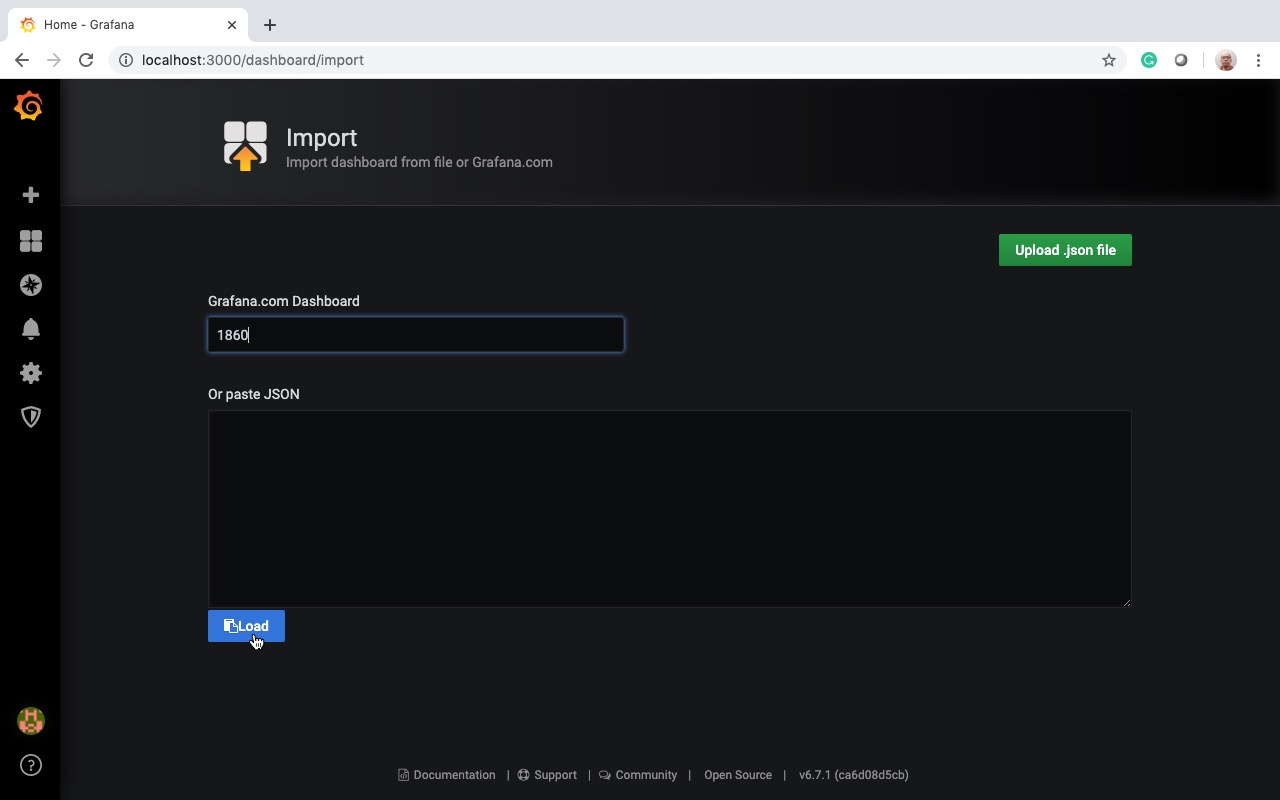 Home - Grafana
localhost:3000/dashboard/import
Import
Import dashboard from file or Grafana.com
Upload .json file
Grafana.com Dashboard
1860
Or paste JSON
Load
Documentation | Support | Community | Open Source | v6.7.1 (ca6d08d5cb)